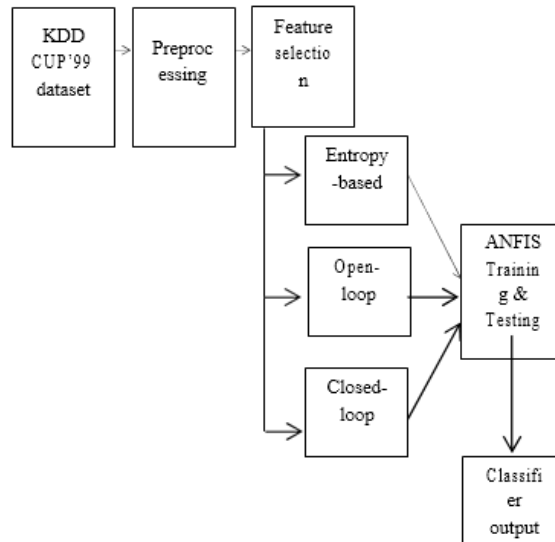 KDD
CUP'99
dataset
Preproc
essing
Feature
selectio
n
Entropy
-based
Open-
loop
Closed-
loop
ANFIS
Trainin
g &
Testing
Classifi
er
output